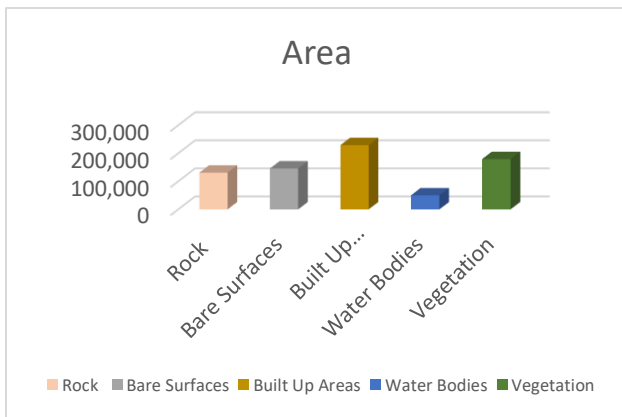 Area
300,000
200,000
100,000
0
Rock
Bare Surfaces
Built Up...
Water Bodies
Vegetation
Rock Bare Surfaces Built Up Areas Water Bodies Vegetation